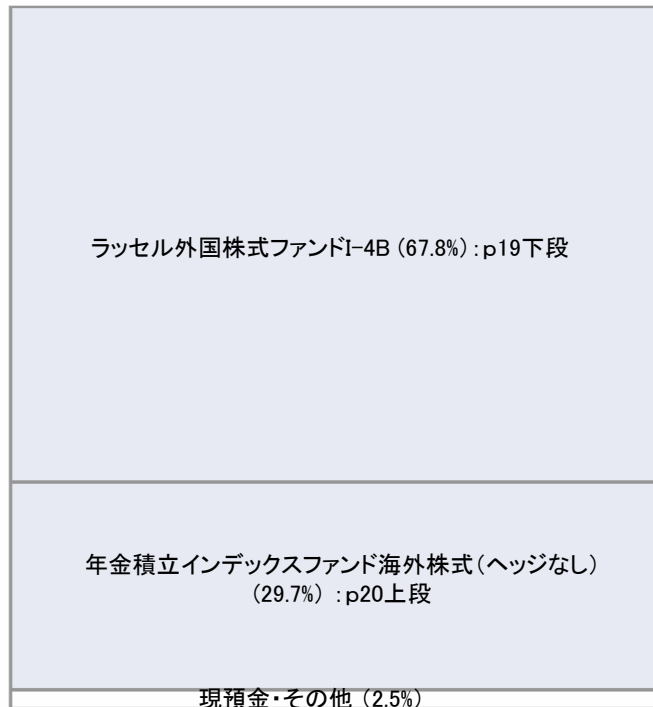 ラッセル外国株式ファンドI-4B (67.8%)：p19下段
年金積立インデックスファンド海外株式(ヘッジなし)
(29.7%) ：p20上段
現預金・その他 (2.5%)